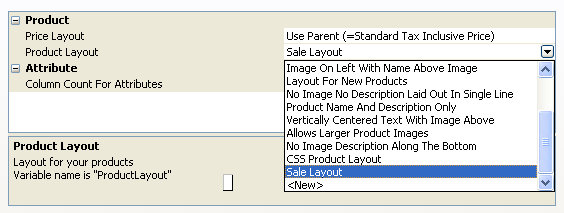 Product
Price Layout Use Parent (=Standard Tax Inclusive Price)
Product Layout Sale Layout
Attribute
Column Count For Attributes
Image On Left With Name Above Image
Layout For New Products
No Image No Description Laid Out In Single Line
Product Name And Description Only
Vertically Centered Text With Image Above
Allows Larger Product Images
No Image Description Along The Bottom
CSS Product Layout
Sale Layout
<New>
Product Layout
Layout for your products
Variable name is "ProductLayout"